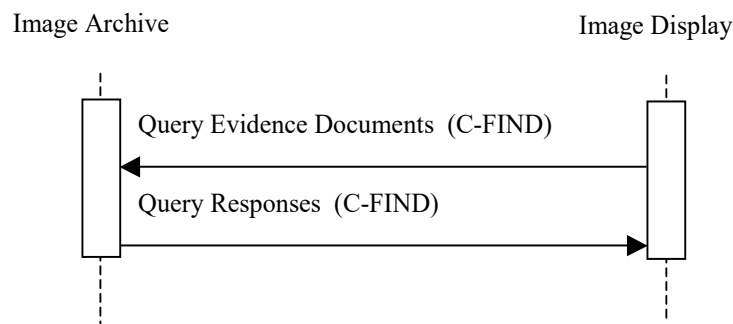 Image Archive
Image Display
Query Evidence Documents (C-FIND)
Query Responses (C-FIND)